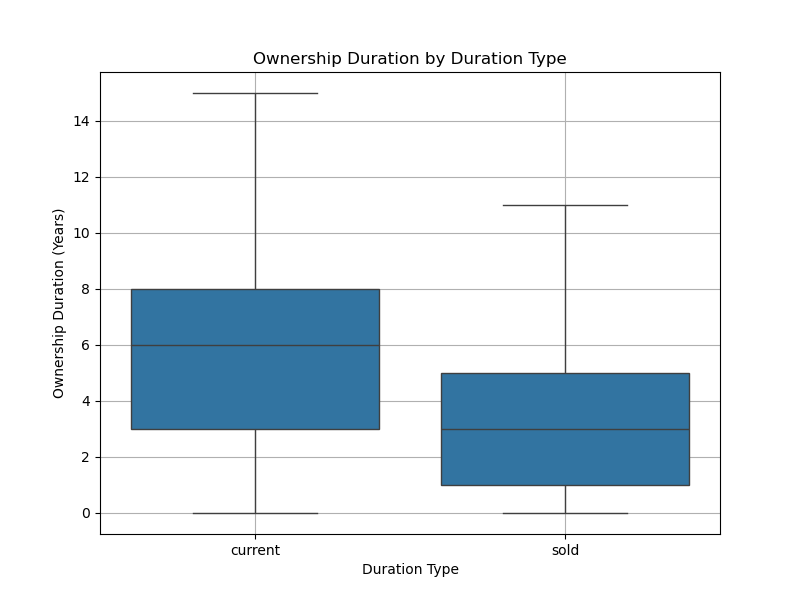 Ownership Duration by Duration Type
Ownership Duration (Years)
14
12
10
8
6
4
2
0
current sold
Duration Type